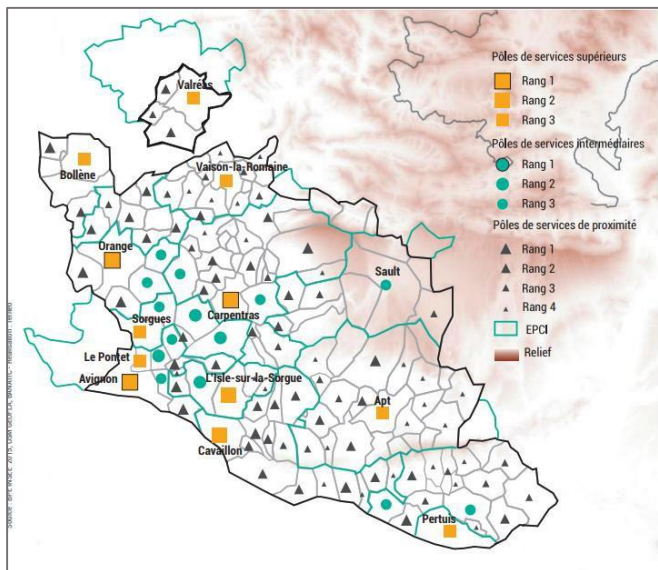 Pôles de services supérieurs
Rang 1
Rang 2
Rang 3
Pôles de services intermédiaires
Rang 1
Rang 2
Rang 3
Pôles de services de proximité
Rang 1
Rang 2
Rang 3
Rang 4
EPCI
Relief
Valréas
Bollène
Vaison-la-Romaine
Orange
Sault
Carpentras
Sorgues
Le Pontet
Avignon
L'Isle-sur-la-Sorgue
Apt
Cavaillon
Pertuis